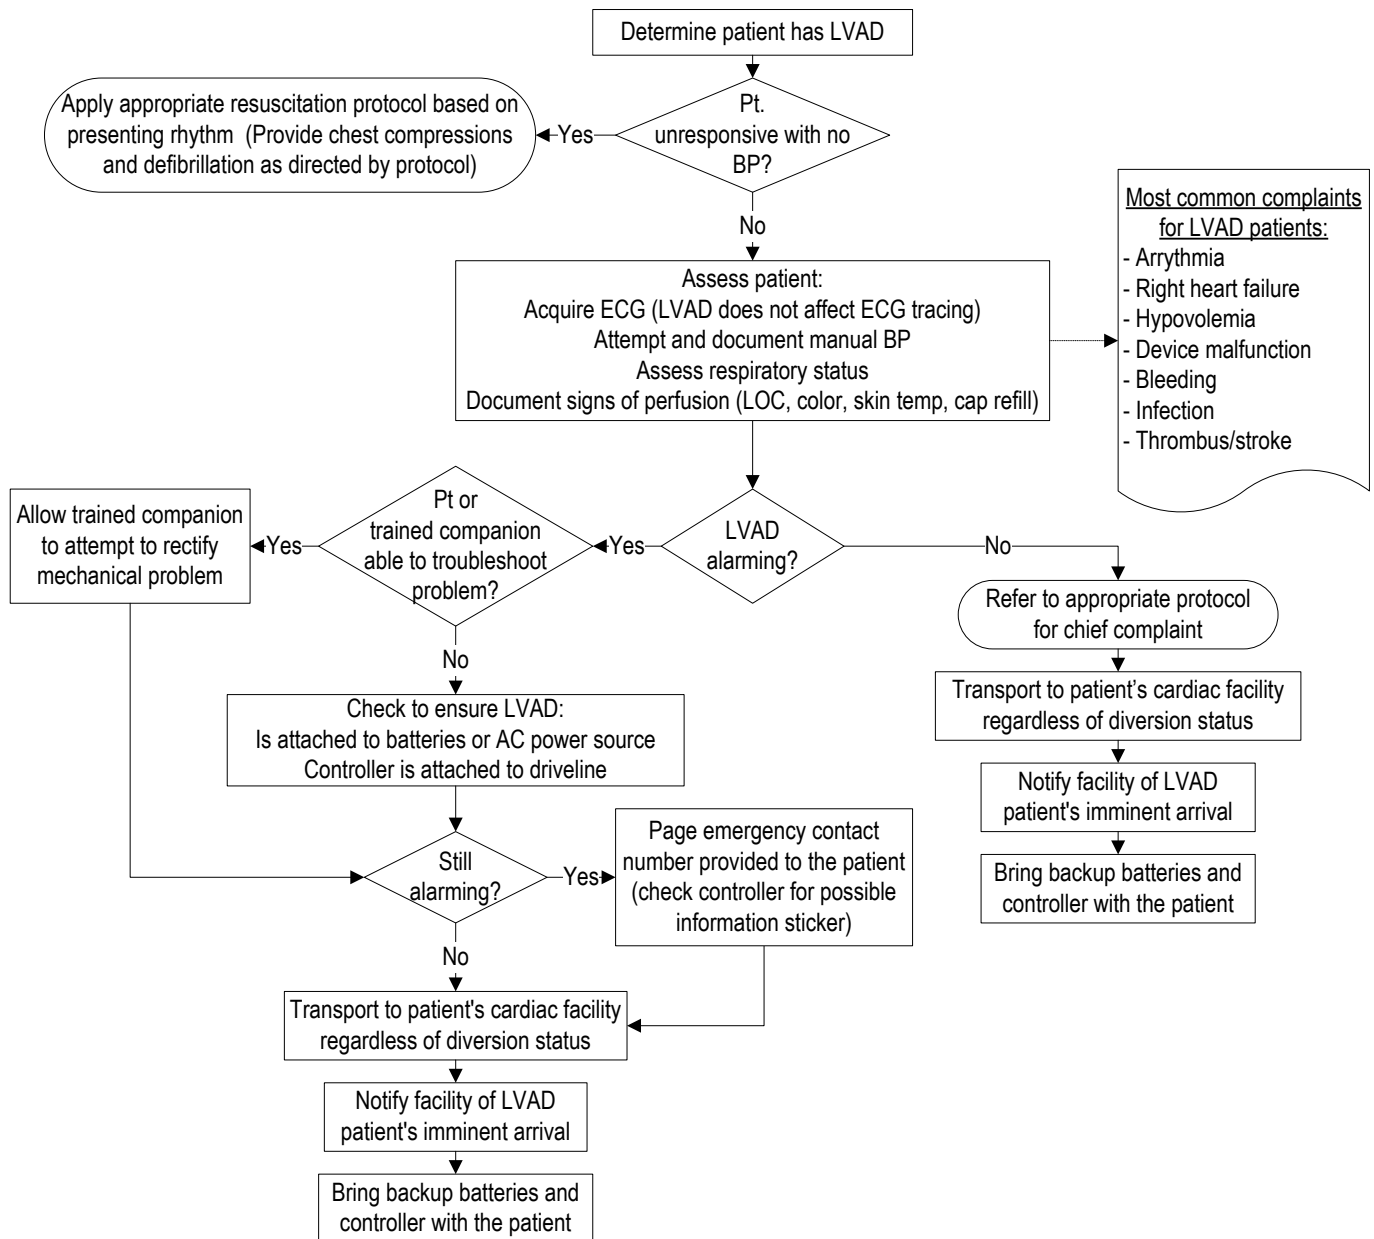 Determine patient has LVAD
Pt.
unresponsive with no
BP?
Yes
Apply appropriate resuscitation protocol based on
presenting rhythm  (Provide chest compressions
and defibrillation as directed by protocol)
No
Most common complaints
for LVAD patients:
- Arrythmia
- Right heart failure
- Hypovolemia
- Device malfunction
- Bleeding
- Infection
- Thrombus/stroke
Assess patient:
Acquire ECG (LVAD does not affect ECG tracing)
Attempt and document manual BP
Assess respiratory status
Document signs of perfusion (LOC, color, skin temp, cap refill)
LVAD
alarming?
Yes
No
Pt or
trained companion
able to troubleshoot
problem?
Yes
Allow trained companion
to attempt to rectify
mechanical problem
No
Check to ensure LVAD:
Is attached to batteries or AC power source
Controller is attached to driveline
Still
alarming?
Yes
Page emergency contact
number provided to the patient
(check controller for possible
information sticker)
No
Transport to patient's cardiac facility
regardless of diversion status
Notify facility of LVAD
patient's imminent arrival
Bring backup batteries and
controller with the patient
Refer to appropriate protocol
for chief complaint
Transport to patient’s cardiac facility
regardless of diversion status
Notify facility of LVAD
patient's imminent arrival
Bring backup batteries and
controller with the patient